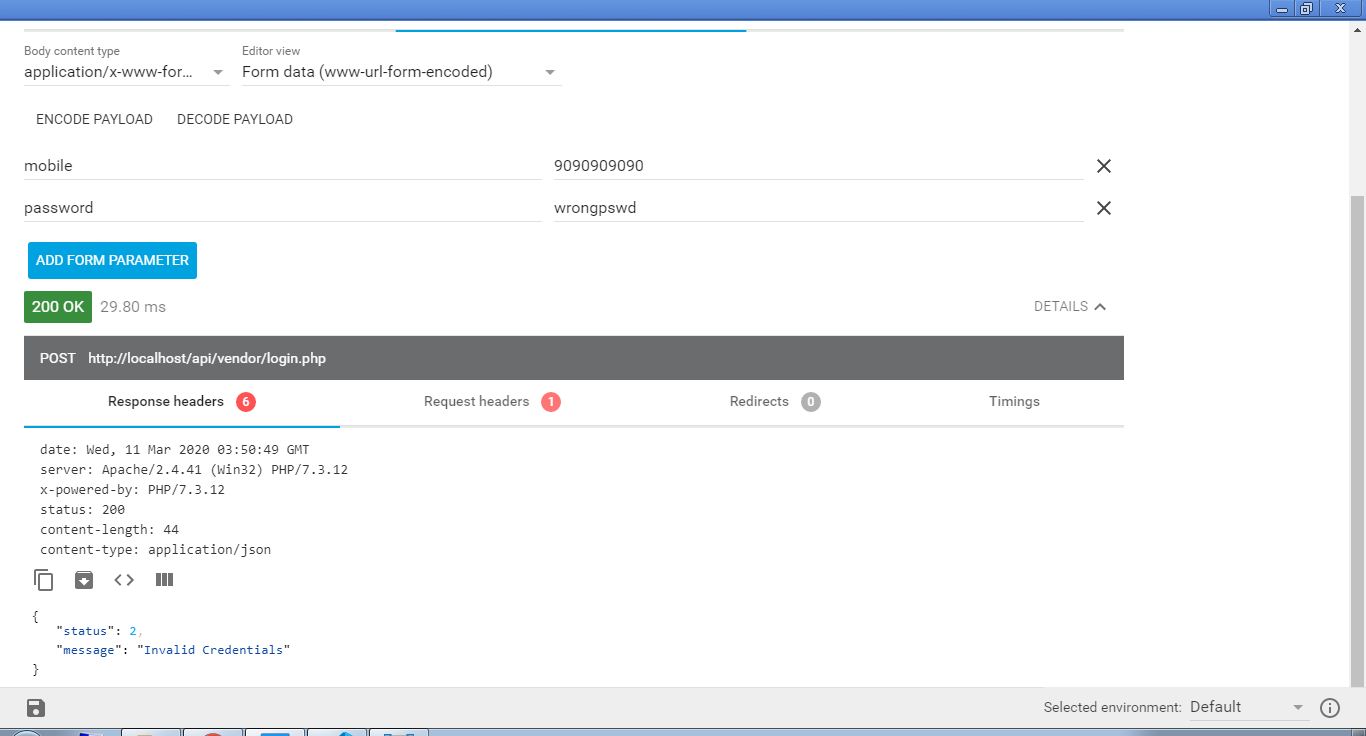 Body content type
Editor view
application/x-www-for...
Form data (www-url-form-encoded)
ENCODE PAYLOAD
DECODE PAYLOAD
mobile
9090909090
password
wrongpswd
ADD FORM PARAMETER
200 OK
29.80 ms
DETAILS
POST
http://localhost/api/vendor/login.php
Response headers 6
Request headers 1
Redirects 0
Timings
date: Wed, 11 Mar 2020 03:50:49 GMT
server: Apache/2.4.41 (Win32) PHP/7.3.12
x-powered-by: PHP/7.3.12
status: 200
content-length: 44
content-type: application/json
{
"status": 2,
"message": "Invalid Credentials"
}
Selected environment: Default